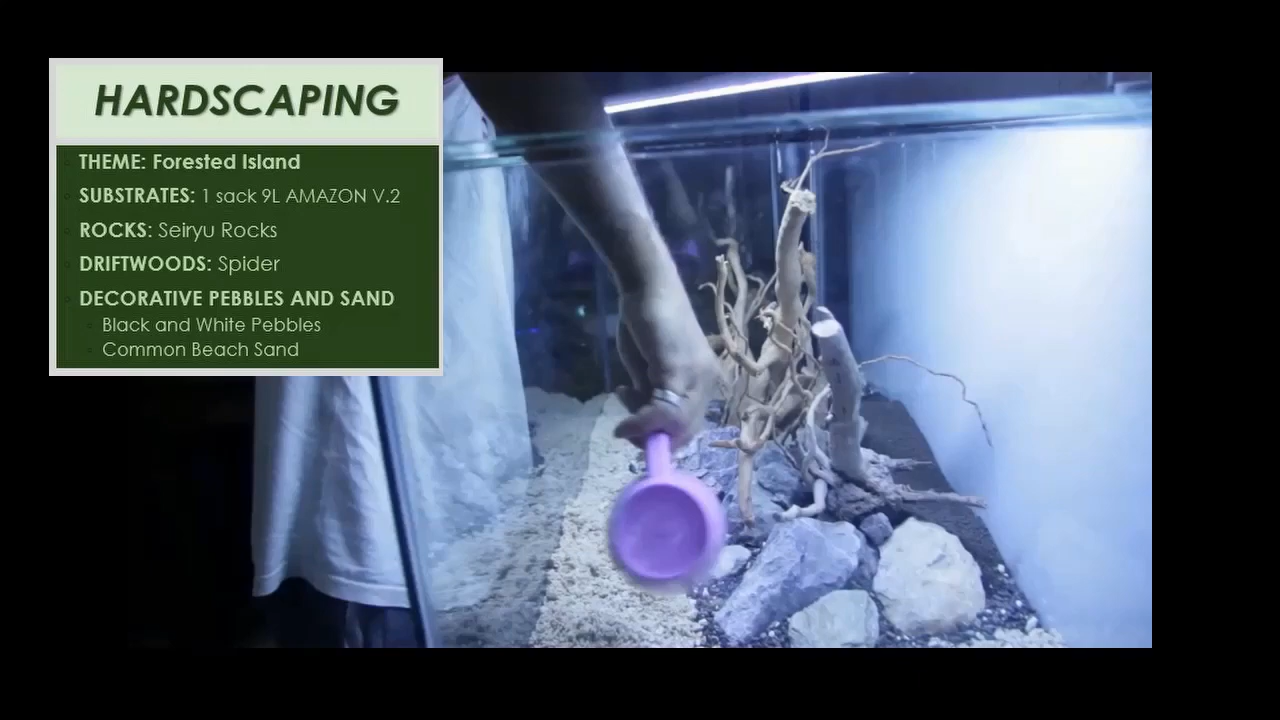 HARDSCAPING
THEME: Forested Island
SUBSTRATES: 1 sack 9L AMAZON V.2
ROCKS: Seiryu Rocks
DRIFTWOODS: Spider
DECORATIVE PEBBLES AND SAND
Black and White Pebbles
Common Beach Sand